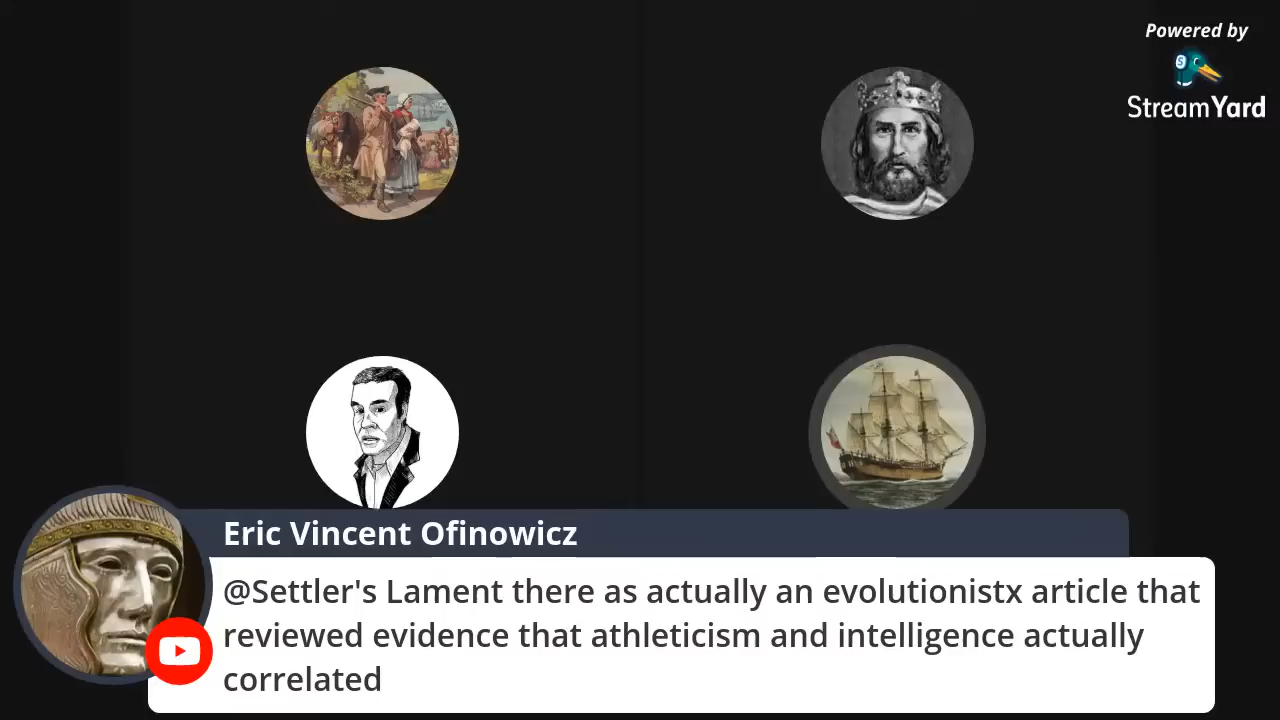 Powered by
StreamYard
Eric Vincent Ofinowicz
@Settler's Lament there as actually an evolutionistx article that
reviewed evidence that athleticism and intelligence actually
correlated